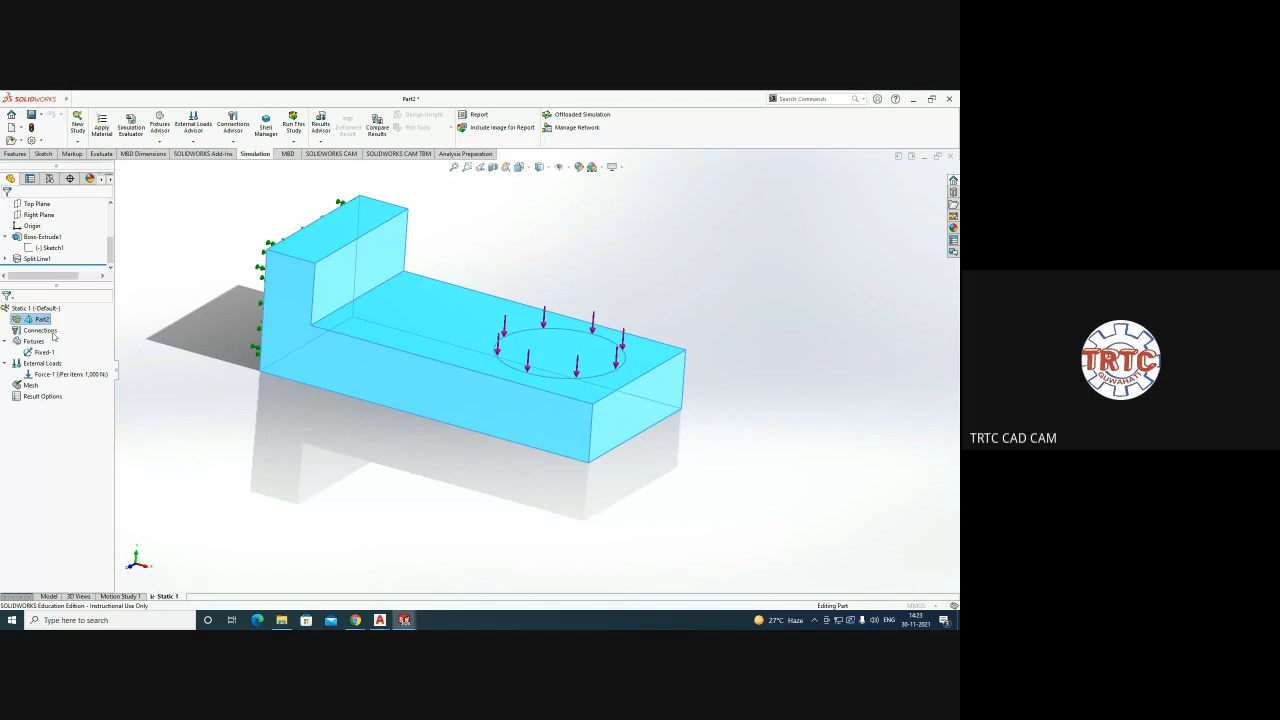 SOLIDWORKS
Part2 *
Search Commands
New Study
Apply Material
Simulation Evaluator
Fixtures Advisor
External Loads Advisor
Connections Advisor
Shell Manager
Run This Study
Results Advisor
Deformed Result
Compare Results
Design Insight
Plot Tools
Report
Include Image for Report
Offloaded Simulation
Manage Network
Features
Sketch
Markup
Evaluate
MBD Dimensions
SOLIDWORKS Add-Ins
Simulation
MBD
SOLIDWORKS CAM
SOLIDWORKS CAM TBM
Analysis Preparation
Top Plane
Right Plane
Origin
Boss-Extrude1
(-) Sketch1
Split Line1
Static 1 (-Default-)
Part2
Connections
Fixtures
Fixed-1
External Loads
Force-1 (:Per item: 1,000 N:)
Mesh
Result Options
TRTC
GUWAHATI
TRTC CAD CAM
Model
3D Views
Motion Study 1
Static 1
SOLIDWORKS Education Edition - Instructional Use Only
Editing Part
MMGS
Type here to search
27°C Haze
ENG
14:23
30-11-2021